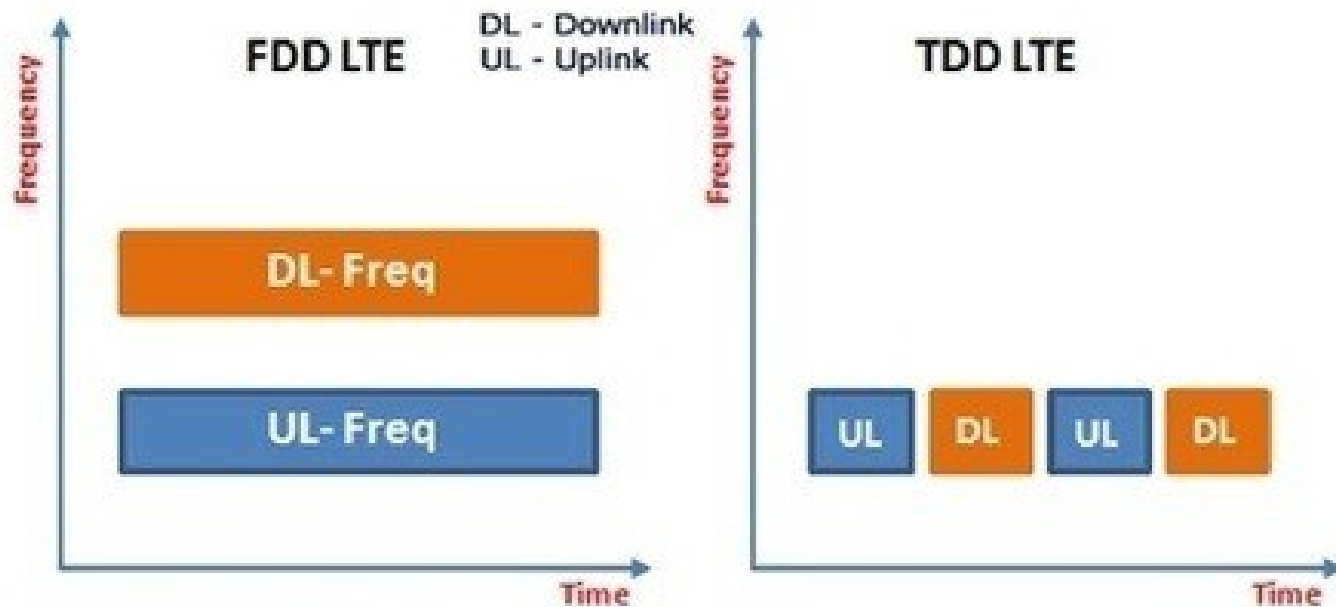 FDD LTE
DL - Downlink
UL - Uplink
Frequency
DL- Freq
UL- Freq
Time
TDD LTE
Frequency
UL
DL
UL
DL
Time